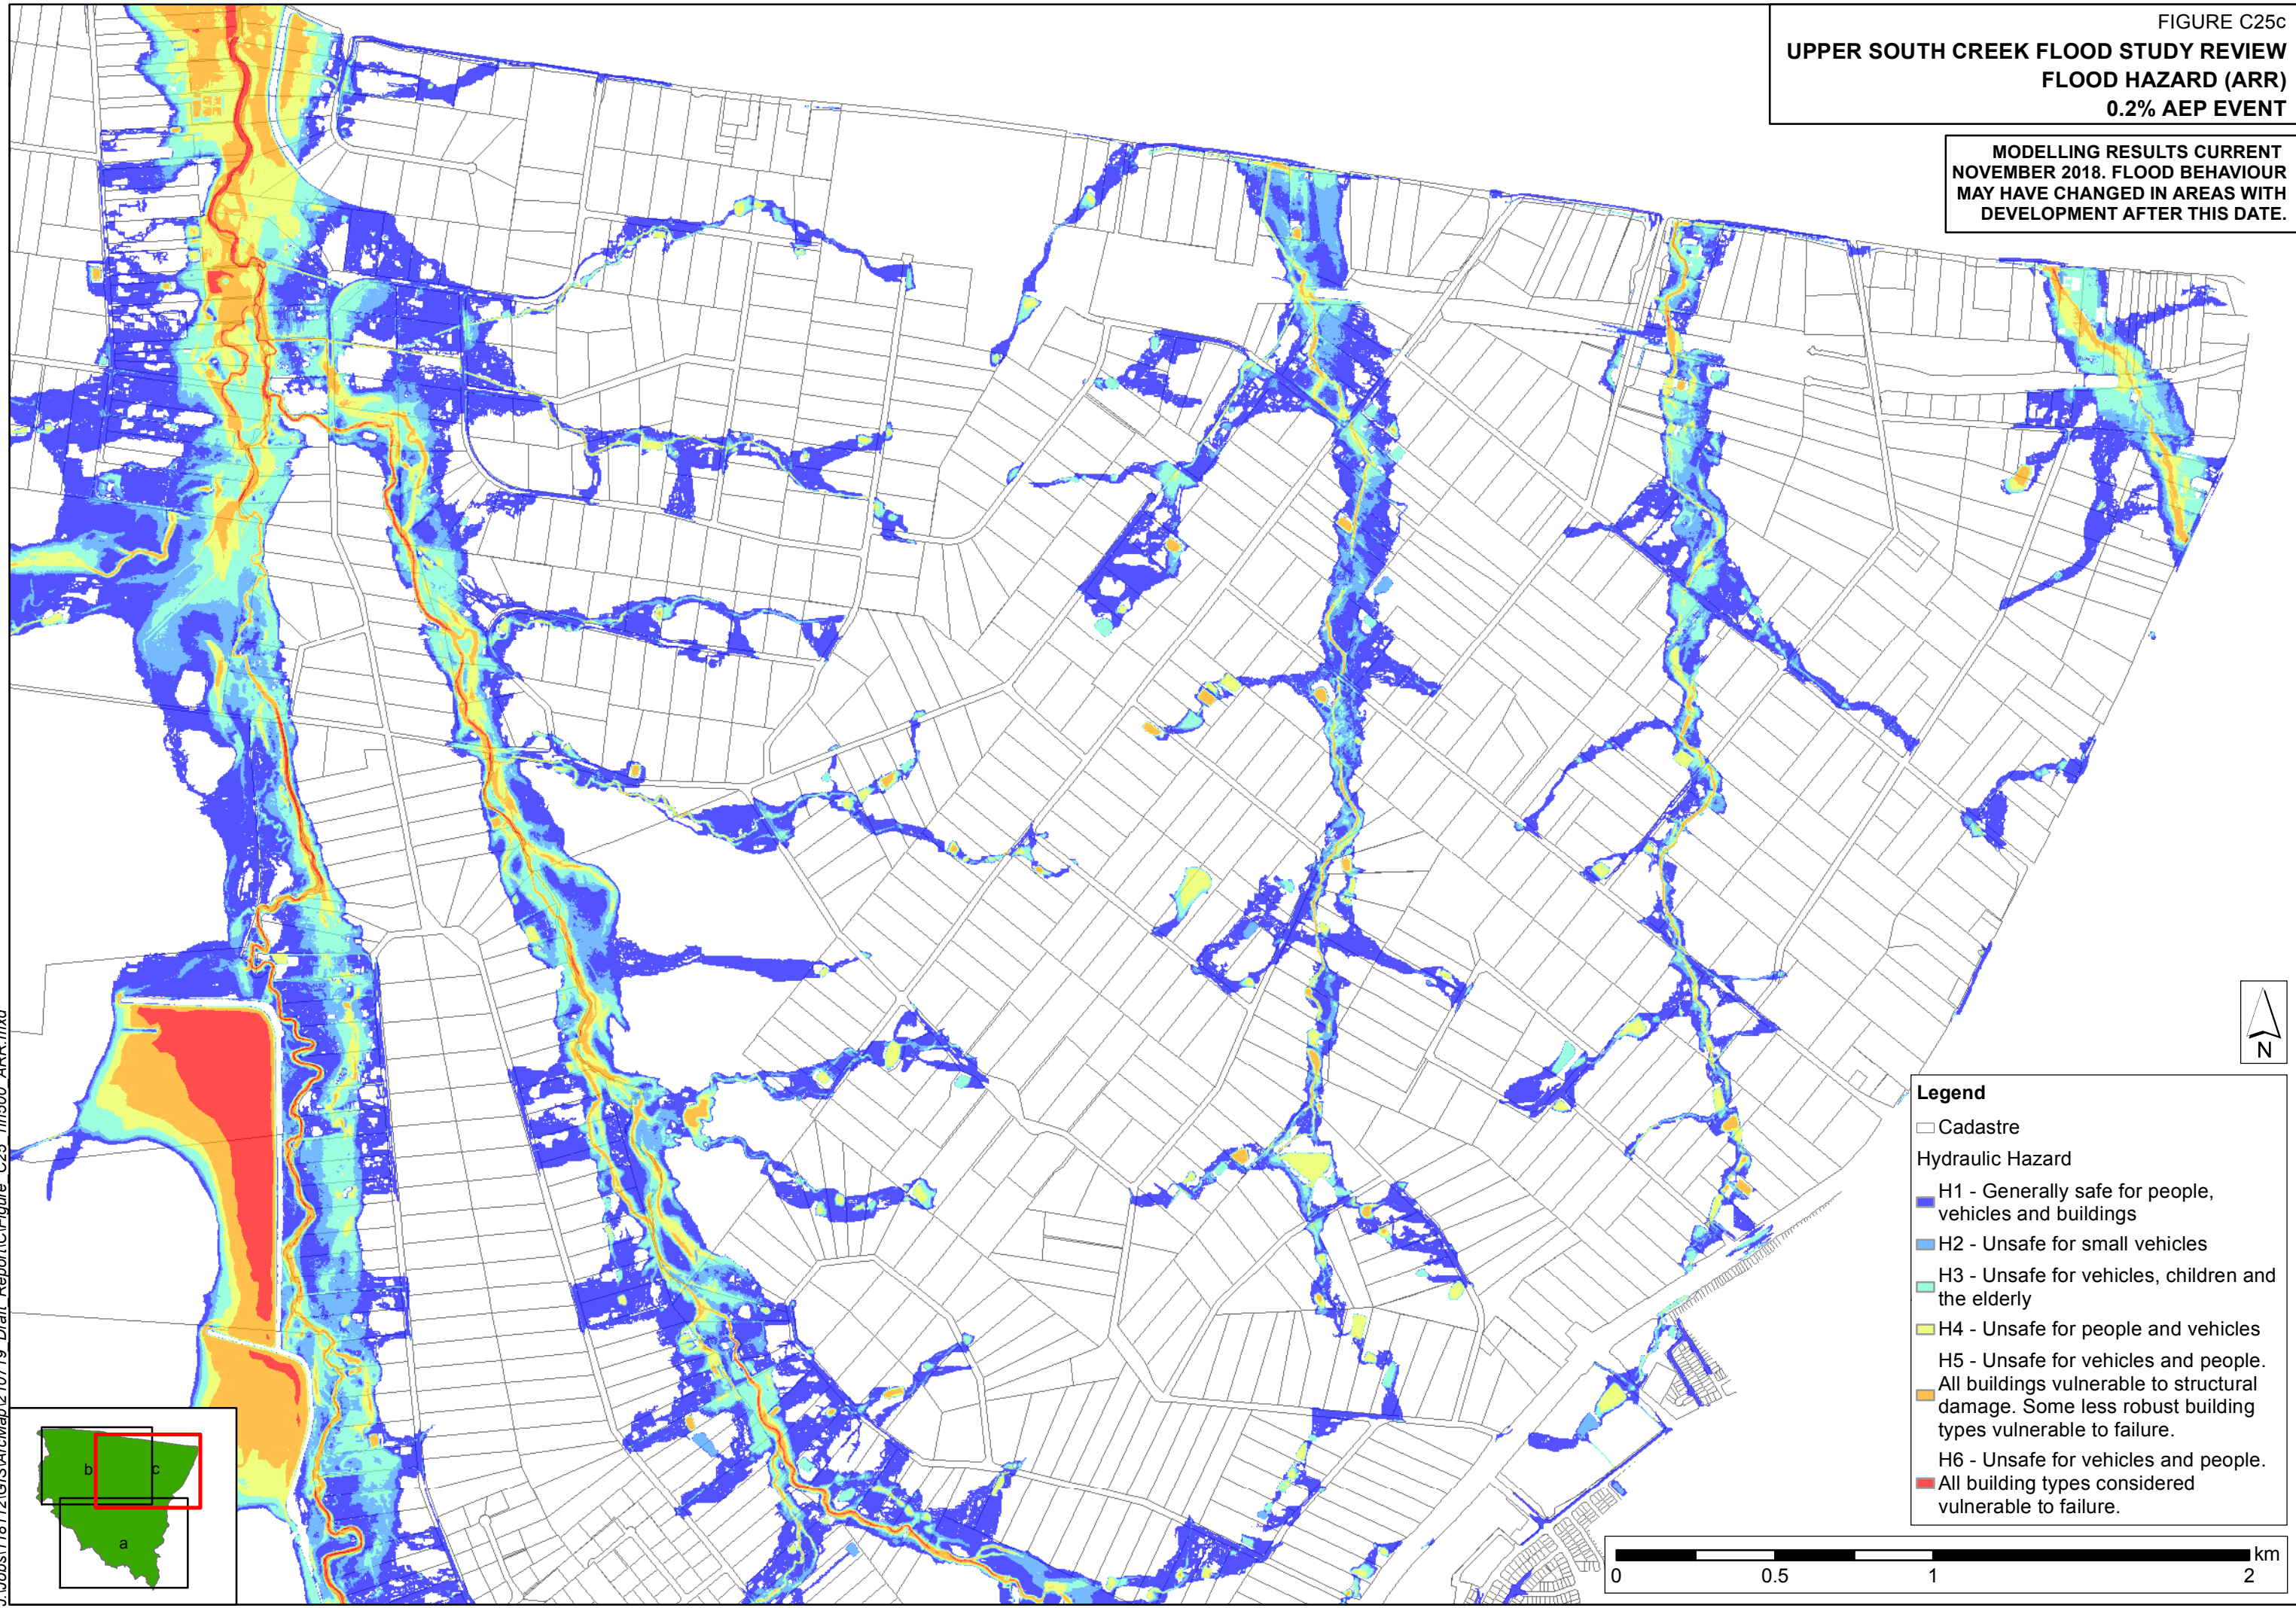 FIGURE C25c
UPPER SOUTH CREEK FLOOD STUDY REVIEW
FLOOD HAZARD (ARR)
0.2% AEP EVENT
MODELLING RESULTS CURRENT
NOVEMBER 2018. FLOOD BEHAVIOUR
MAY HAVE CHANGED IN AREAS WITH
DEVELOPMENT AFTER THIS DATE.
N
Legend
Cadastre
Hydraulic Hazard
H1 - Generally safe for people,
vehicles and buildings
H2 - Unsafe for small vehicles
H3 - Unsafe for vehicles, children and
the elderly
H4 - Unsafe for people and vehicles
H5 - Unsafe for vehicles and people.
All buildings vulnerable to structural
damage. Some less robust building
types vulnerable to failure.
H6 - Unsafe for vehicles and people.
All building types considered
vulnerable to failure.
km
0 0.5 1 2
b c
a